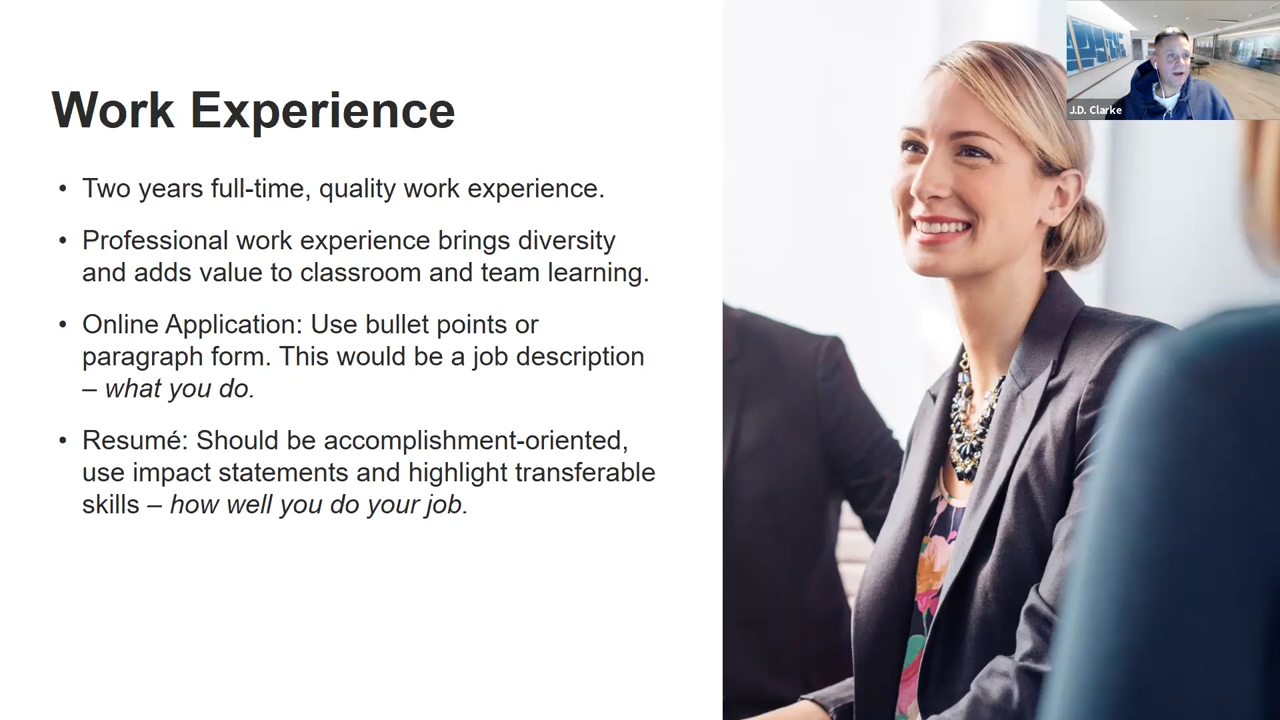 Work Experience
• Two years full-time, quality work experience.
• Professional work experience brings diversity
and adds value to classroom and team learning.
• Online Application: Use bullet points or
paragraph form. This would be a job description
– what you do.
• Resumé: Should be accomplishment-oriented,
use impact statements and highlight transferable
skills – how well you do your job.
J.D. Clarke